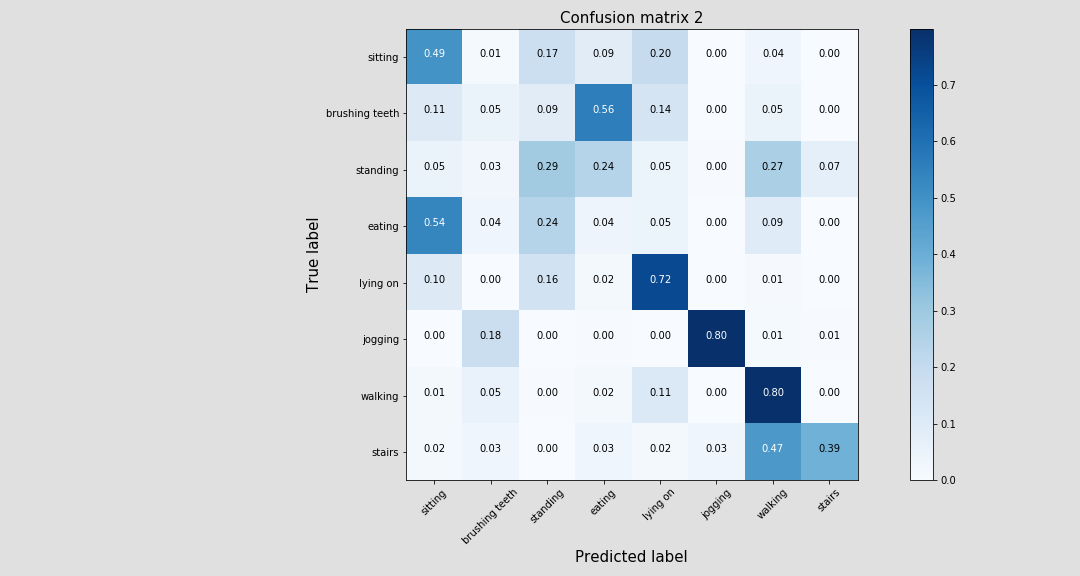 Confusion matrix 2
sitting 0.49 0.01 0.17 0.09 0.20 0.00 0.04 0.00
brushing teeth 0.11 0.05 0.09 0.56 0.14 0.00 0.05 0.00
standing 0.05 0.03 0.29 0.24 0.05 0.00 0.27 0.07
eating 0.54 0.04 0.24 0.04 0.05 0.00 0.09 0.00
lying on 0.10 0.00 0.16 0.02 0.72 0.00 0.01 0.00
jogging 0.00 0.18 0.00 0.00 0.00 0.80 0.01 0.01
walking 0.01 0.05 0.00 0.02 0.11 0.00 0.80 0.00
stairs 0.02 0.03 0.00 0.03 0.02 0.03 0.47 0.39
sitting brushing teeth standing eating lying on jogging walking stairs
Predicted label
True label
0.7
0.6
0.5
0.4
0.3
0.2
0.1
0.0